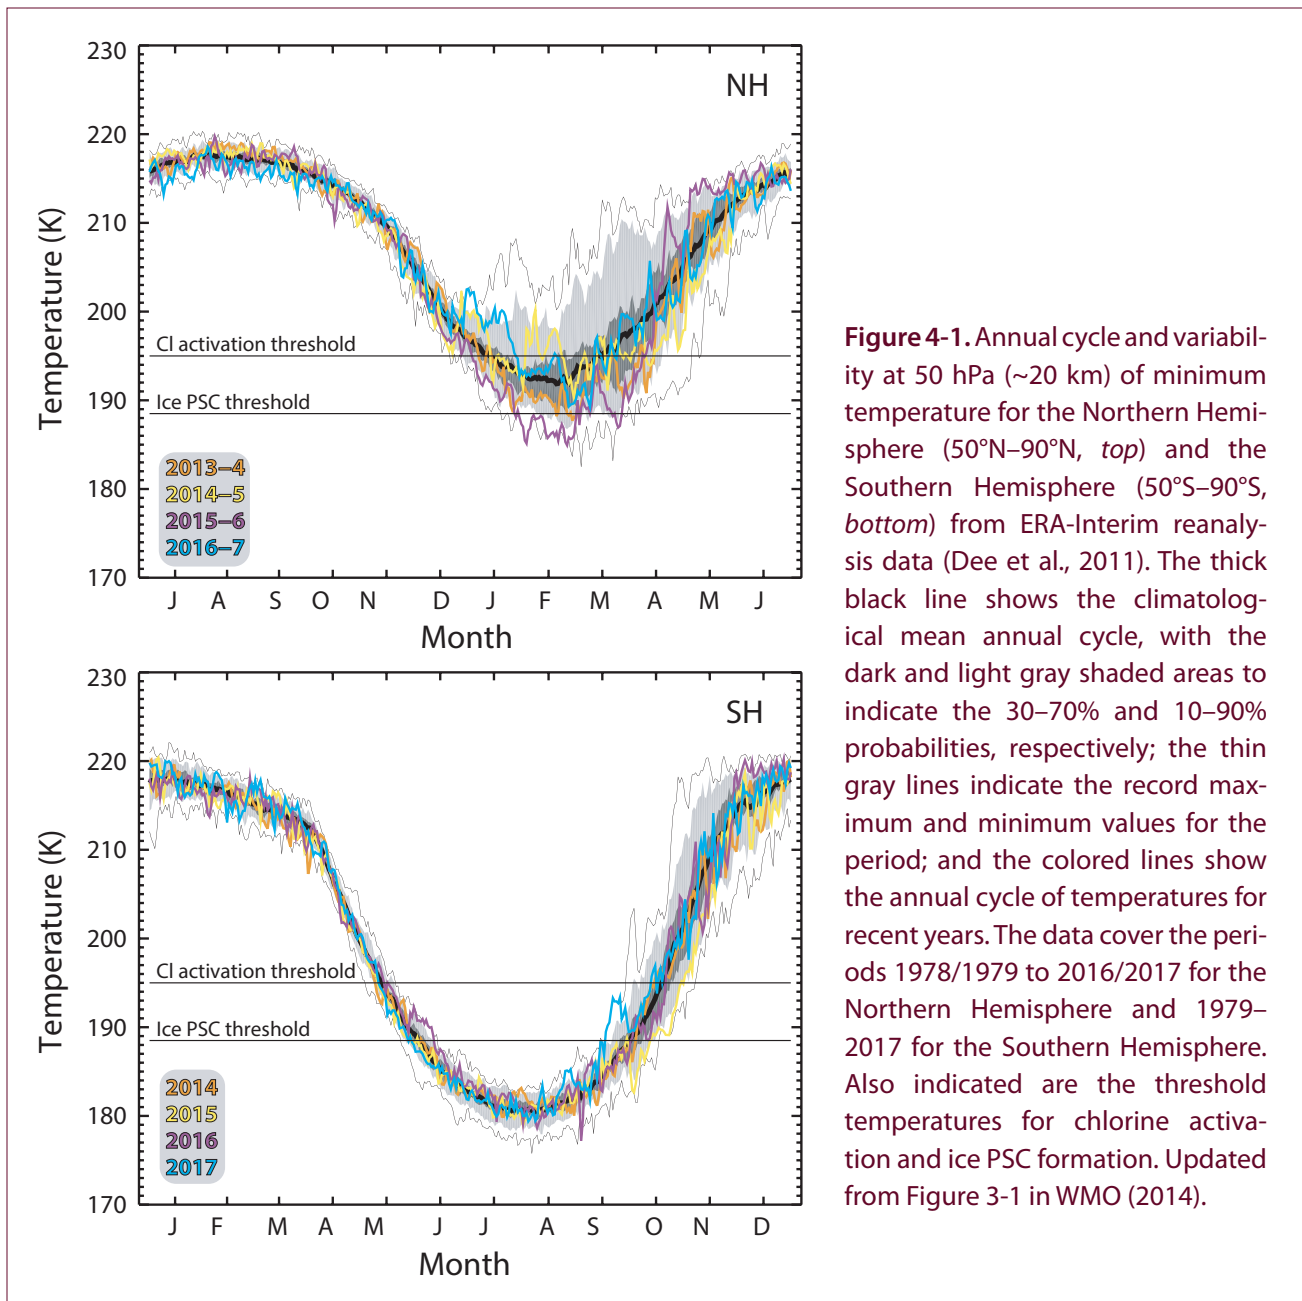 230
220
210
200
190
180
170
Temperature (K)
NH
Cl activation threshold
Ice PSC threshold
2013–4
2014–5
2015–6
2016–7
J A S O N D J F M A M J
Month
230
220
210
200
190
180
170
Temperature (K)
SH
Cl activation threshold
Ice PSC threshold
2014
2015
2016
2017
J F M A M J J A S O N D
Month
Figure 4-1. Annual cycle and variabil-
ity at 50 hPa (~20 km) of minimum
temperature for the Northern Hemi-
sphere (50°N–90°N, top) and the
Southern Hemisphere (50°S–90°S,
bottom) from ERA-Interim reanaly-
sis data (Dee et al., 2011). The thick
black line shows the climatolog-
ical mean annual cycle, with the
dark and light gray shaded areas to
indicate the 30–70% and 10–90%
probabilities, respectively; the thin
gray lines indicate the record max-
imum and minimum values for the
period; and the colored lines show
the annual cycle of temperatures for
recent years. The data cover the peri-
ods 1978/1979 to 2016/2017 for the
Northern Hemisphere and 1979–
2017 for the Southern Hemisphere.
Also indicated are the threshold
temperatures for chlorine activa-
tion and ice PSC formation. Updated
from Figure 3-1 in WMO (2014).